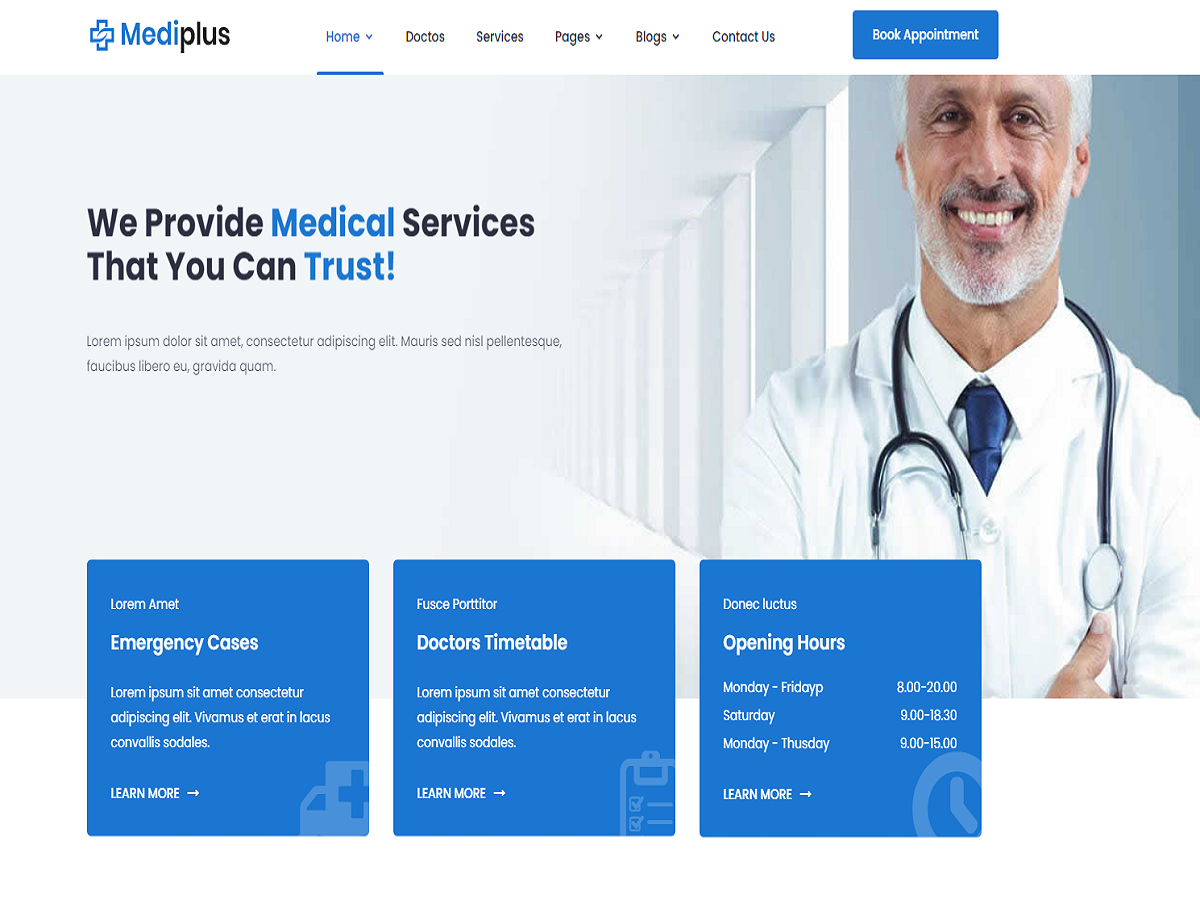 Mediplus
Home
Doctos
Services
Pages
Blogs
Contact Us
Book Appointment
We Provide Medical Services
That You Can Trust!
Lorem ipsum dolor sit amet, consectetur adipiscing elit. Mauris sed nisl pellentesque,
faucibus libero eu, gravida quam.
Lorem Amet
Emergency Cases
Lorem ipsum sit amet consectetur
adipiscing elit. Vivamus et erat in lacus
convallis sodales.
LEARN MORE →
Fusce Porttitor
Doctors Timetable
Lorem ipsum sit amet consectetur
adipiscing elit. Vivamus et erat in lacus
convallis sodales.
LEARN MORE →
Donec luctus
Opening Hours
Monday - Fridayp 8.00-20.00
Saturday 9.00-18.30
Monday - Thusday 9.00-15.00
LEARN MORE →